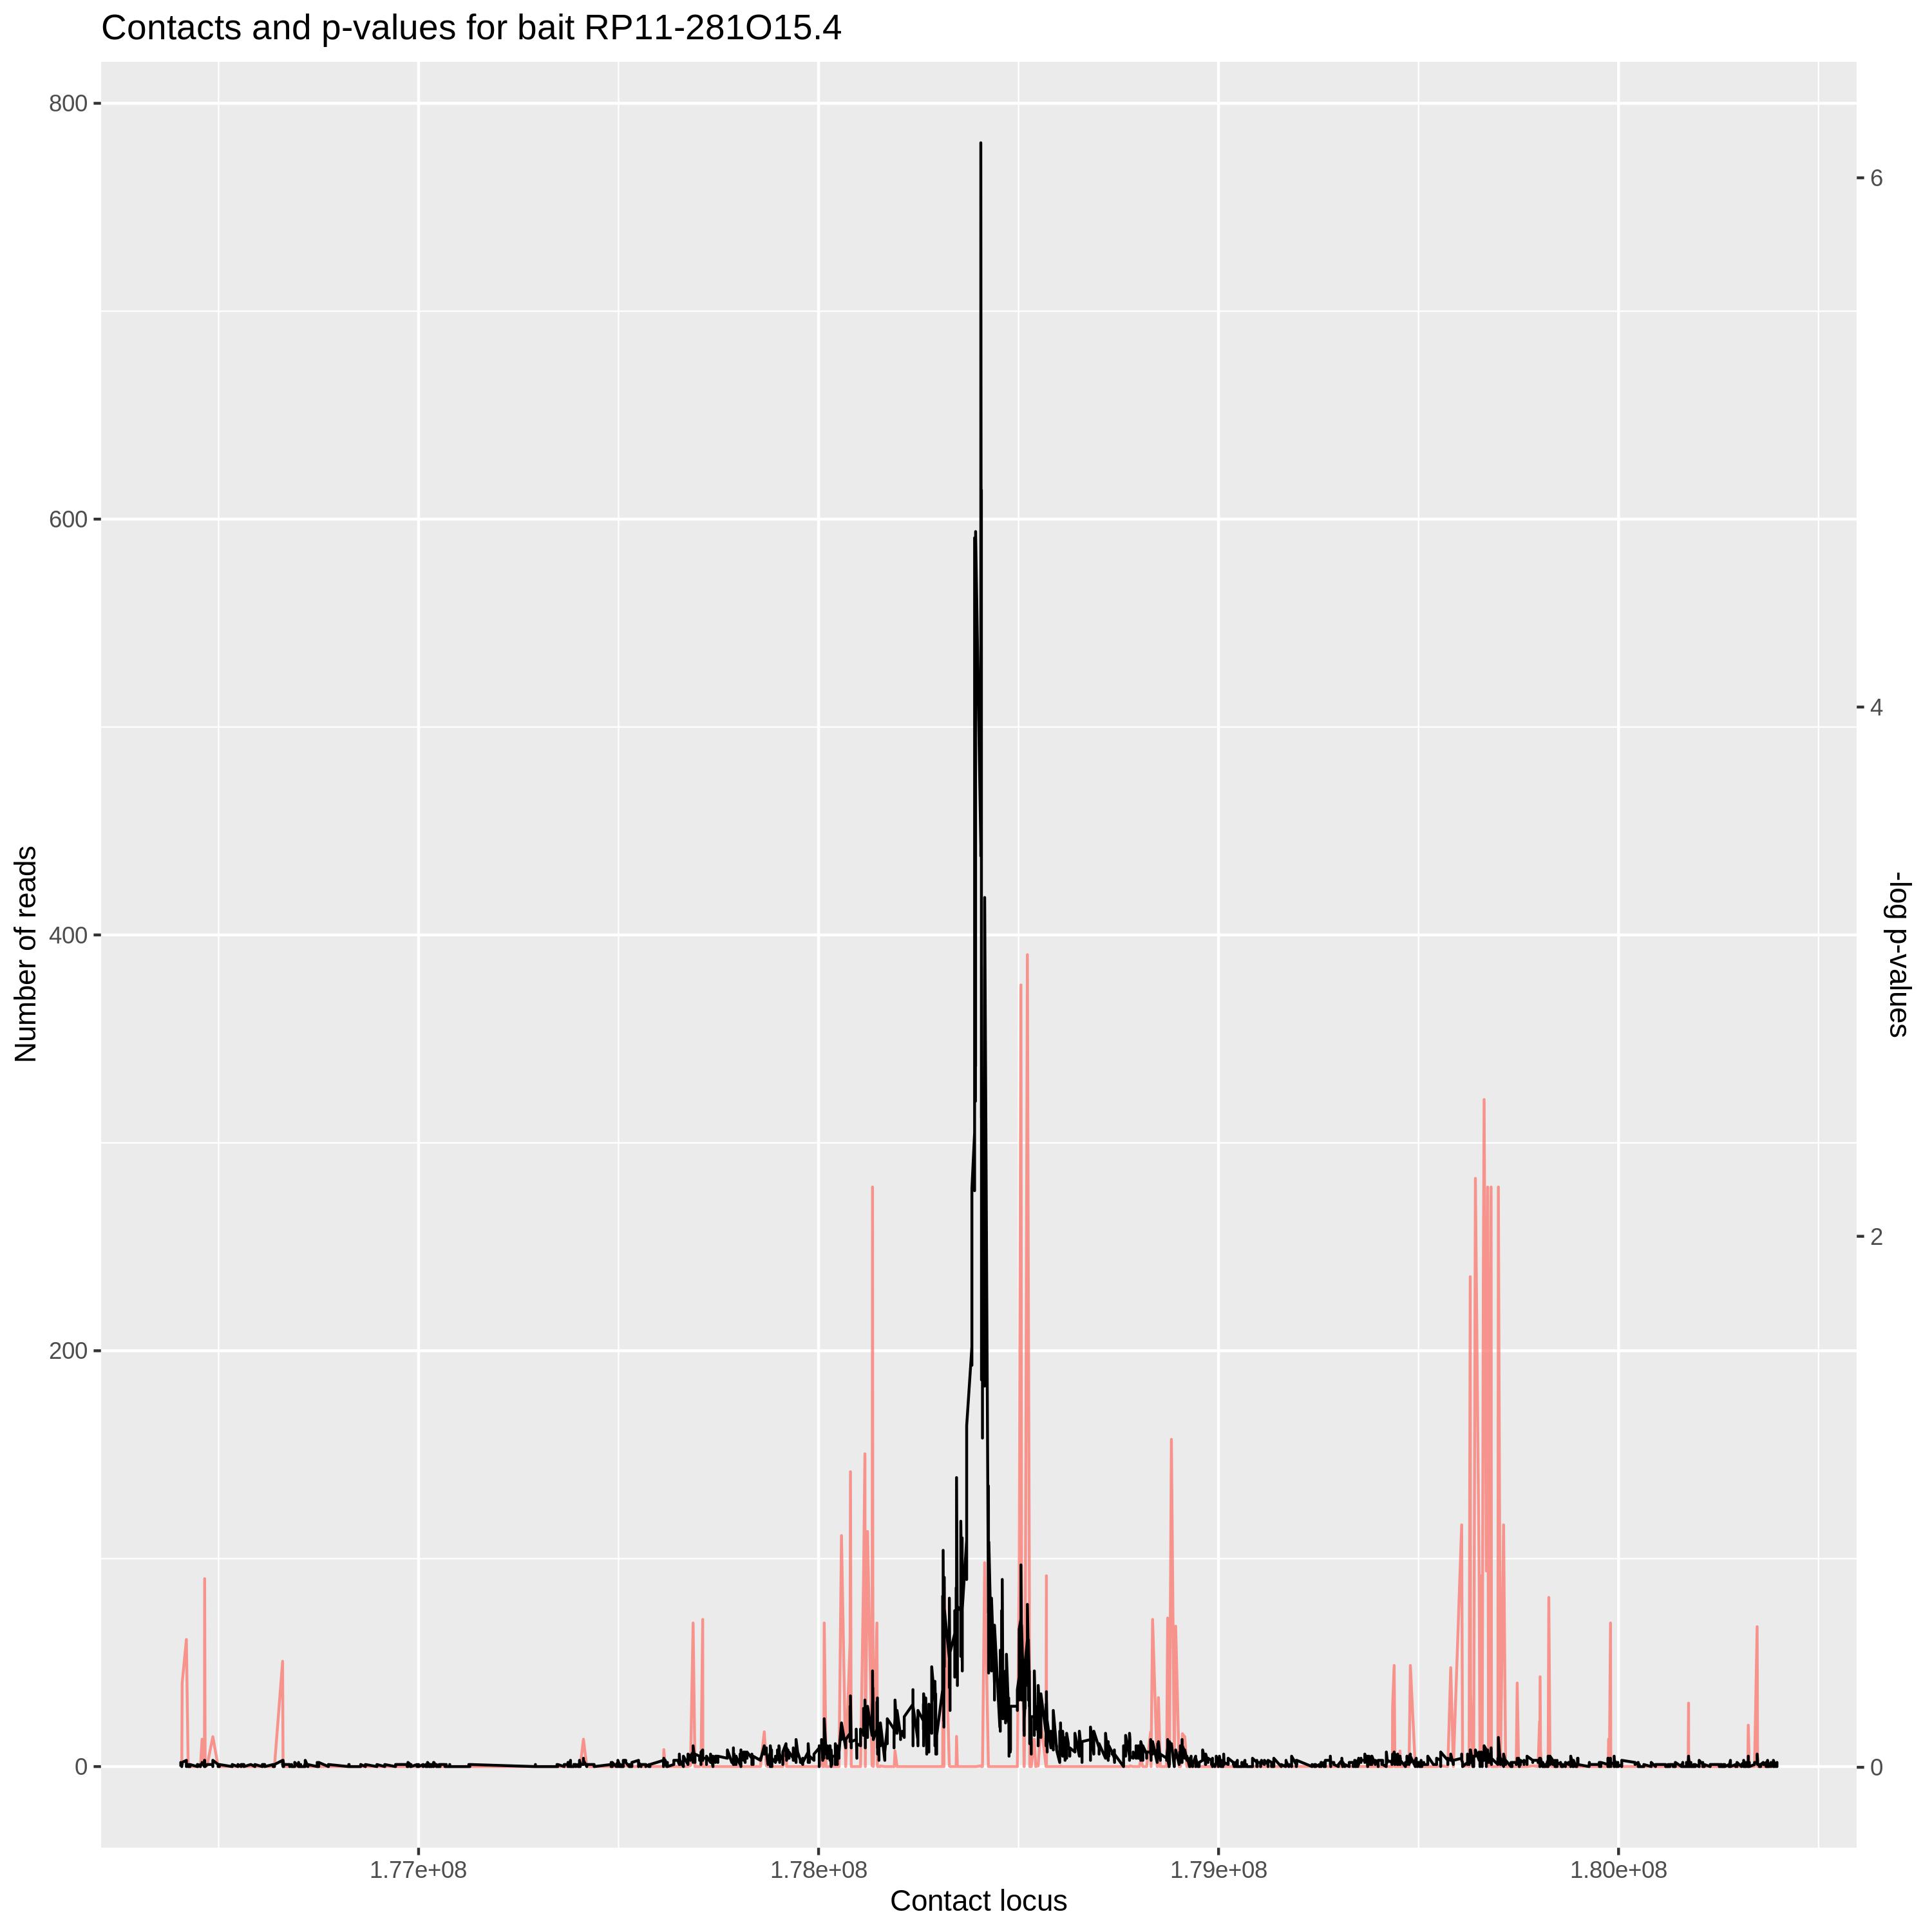 Contacts and p-values for bait RP11-281O15.4
800
600
400
200
0
Number of reads
6
4
2
0
-log p-values
1.77e+08 1.78e+08 1.79e+08 1.80e+08
Contact locus